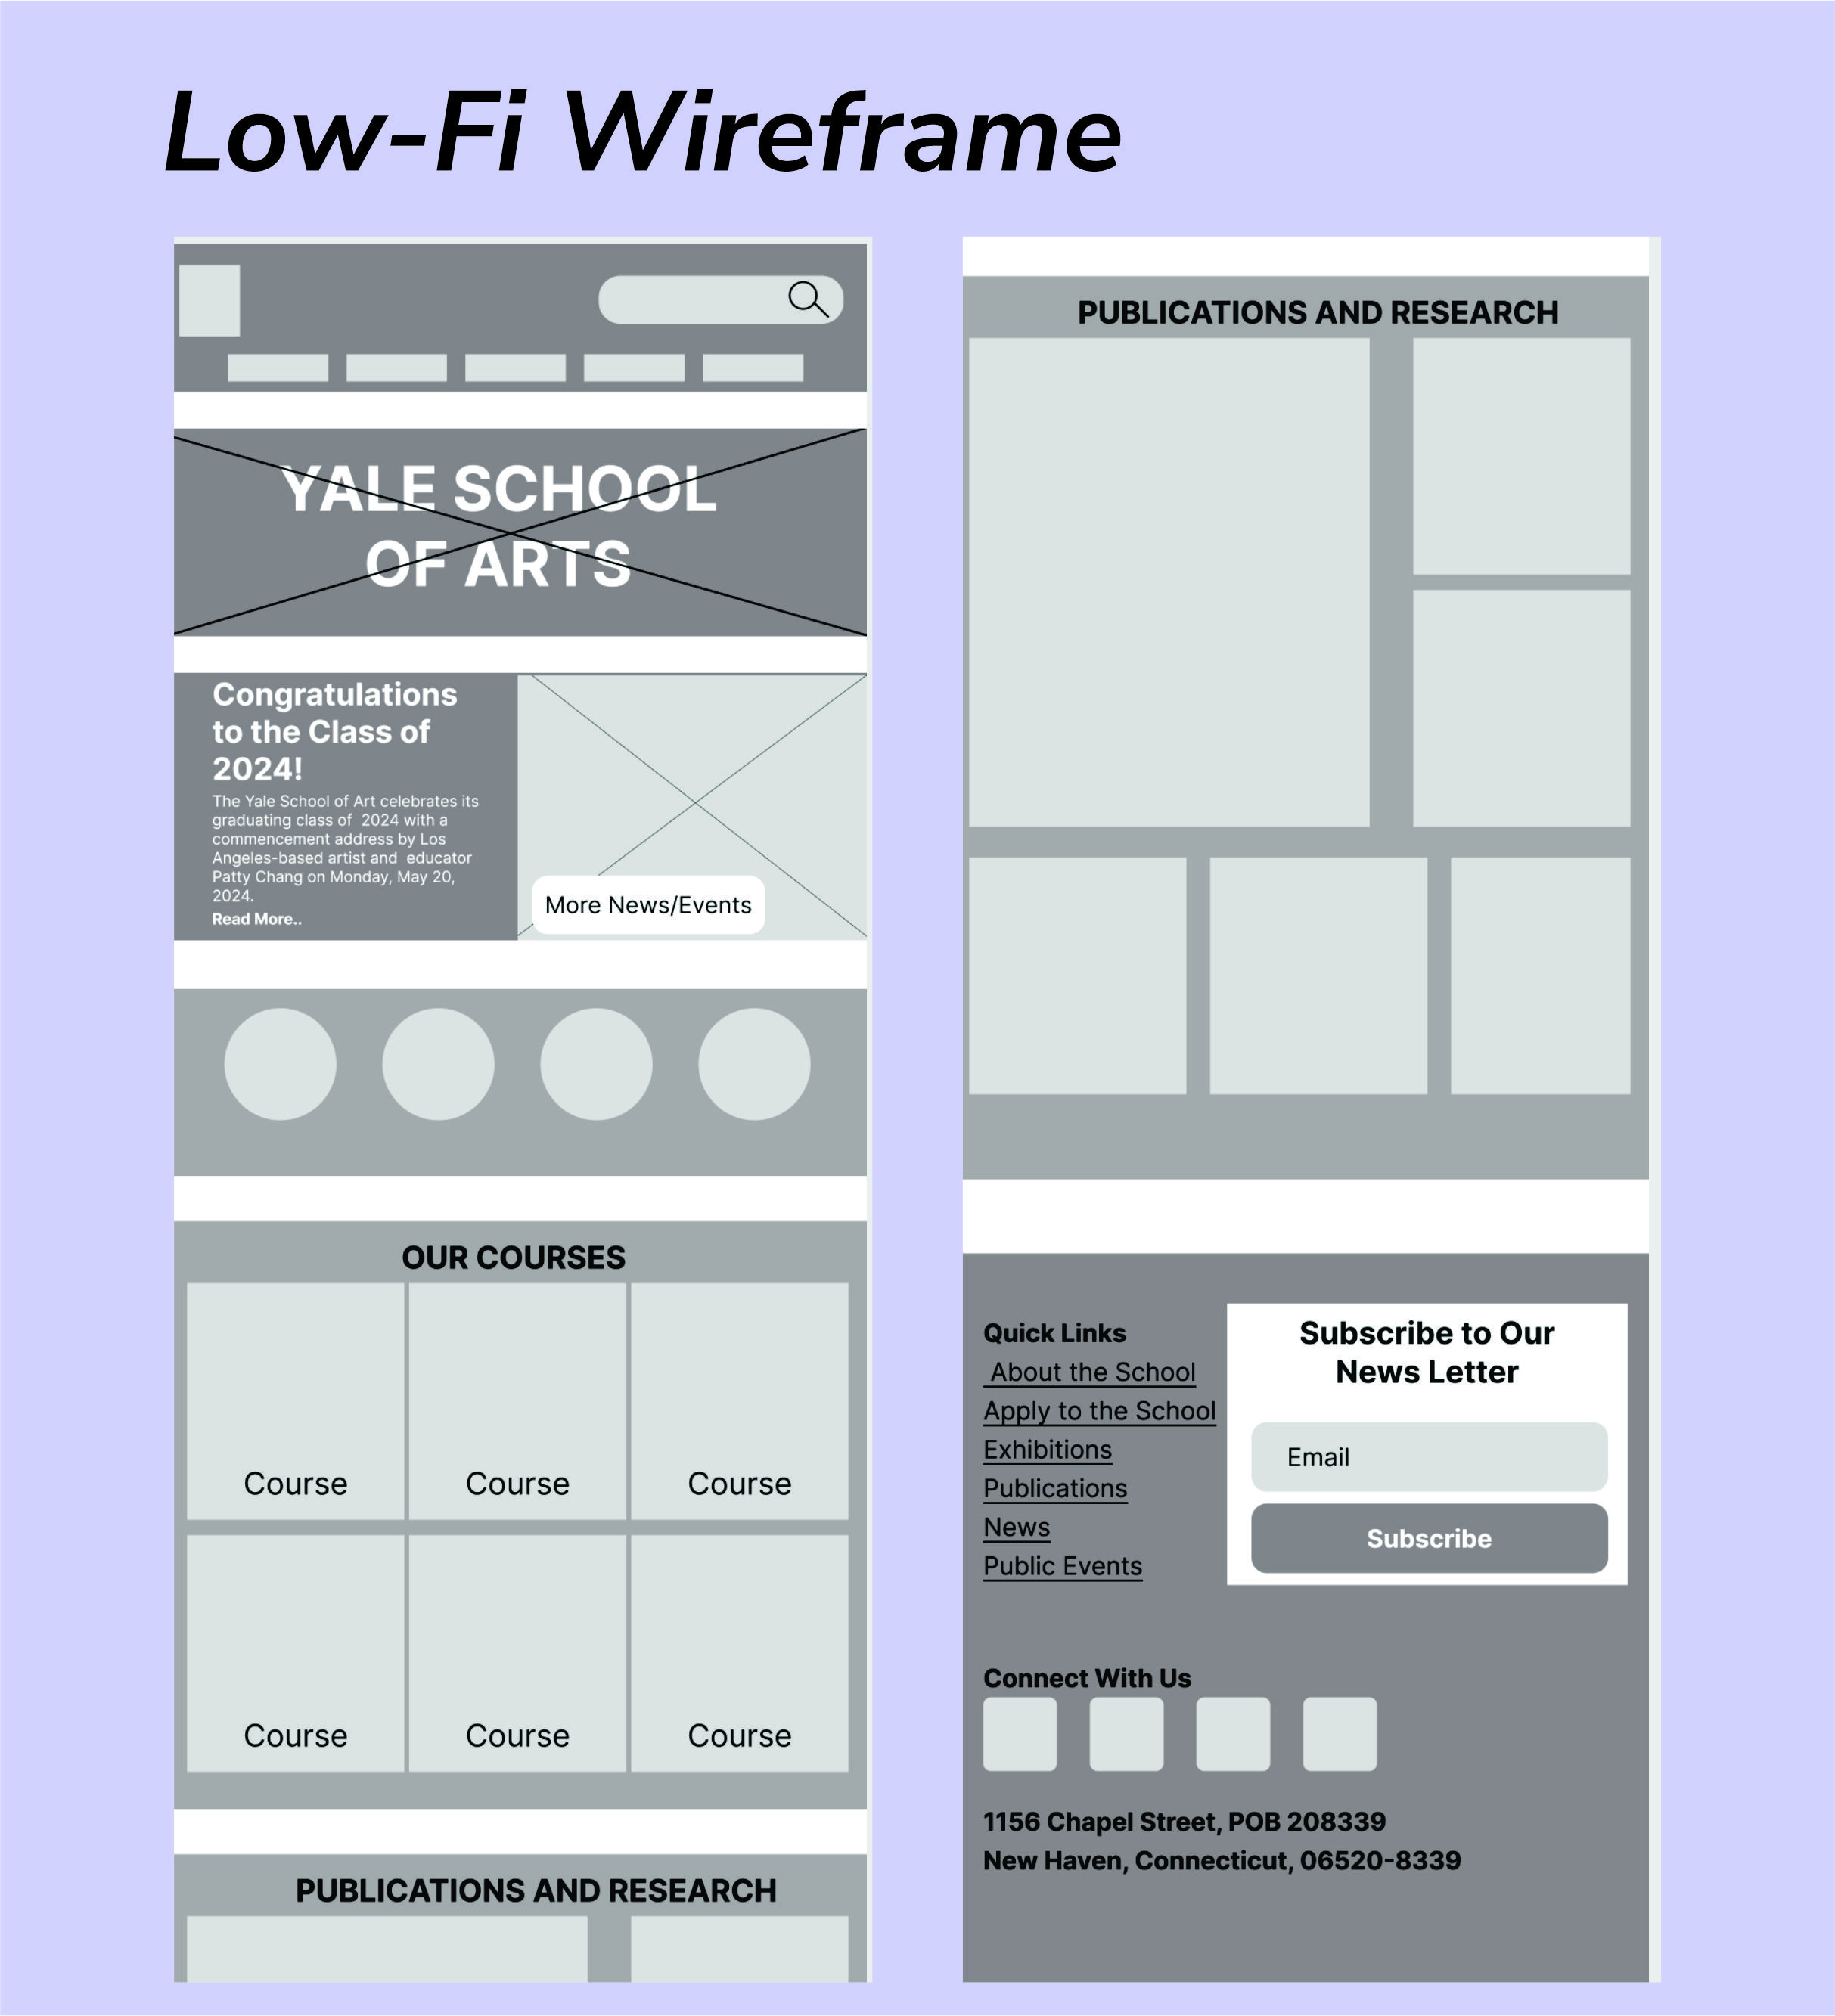 Low-Fi Wireframe
YALE SCHOOL
OF ARTS
Congratulations
to the Class of
2024!
The Yale School of Art celebrates its
graduating class of  2024 with a
commencement address by Los
Angeles-based artist and  educator
Patty Chang on Monday, May 20,
2024.
Read More..
More News/Events
OUR COURSES
Course
Course
Course
Course
Course
Course
PUBLICATIONS AND RESEARCH
PUBLICATIONS AND RESEARCH
Quick Links
About the School
Apply to the School
Exhibitions
Publications
News
Public Events
Subscribe to Our
News Letter
Email
Subscribe
Connect With Us
1156 Chapel Street, POB 208339
New Haven, Connecticut, 06520-8339